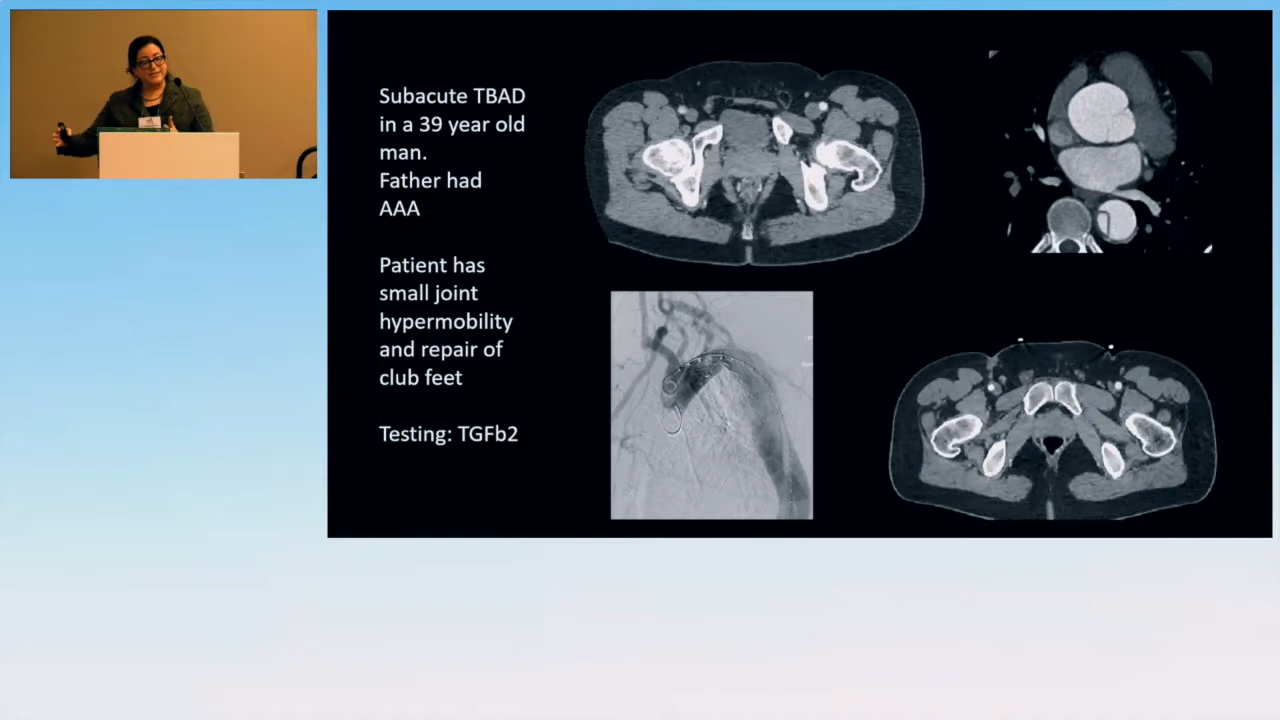 Subacute TBAD
in a 39 year old
man.
Father had
AAA
Patient has
small joint
hypermobility
and repair of
club feet
Testing: TGFb2